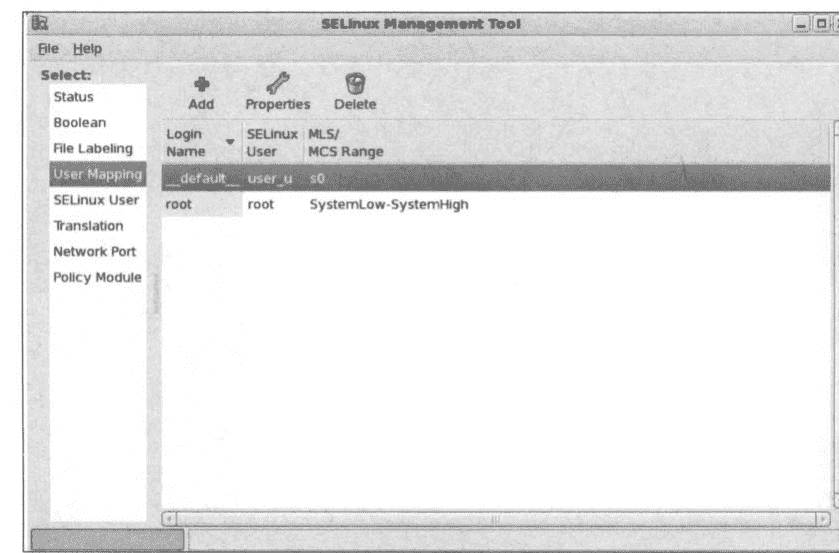 SELinux Management Tool
File Help
Select:
Status
Boolean
File Labeling
User Mapping
SELinux User
Translation
Network Port
Policy Module
Add Properties Delete
Login Name SELinux User MLS/ MCS Range
__default__ user_u s0
root root SystemLow-SystemHigh